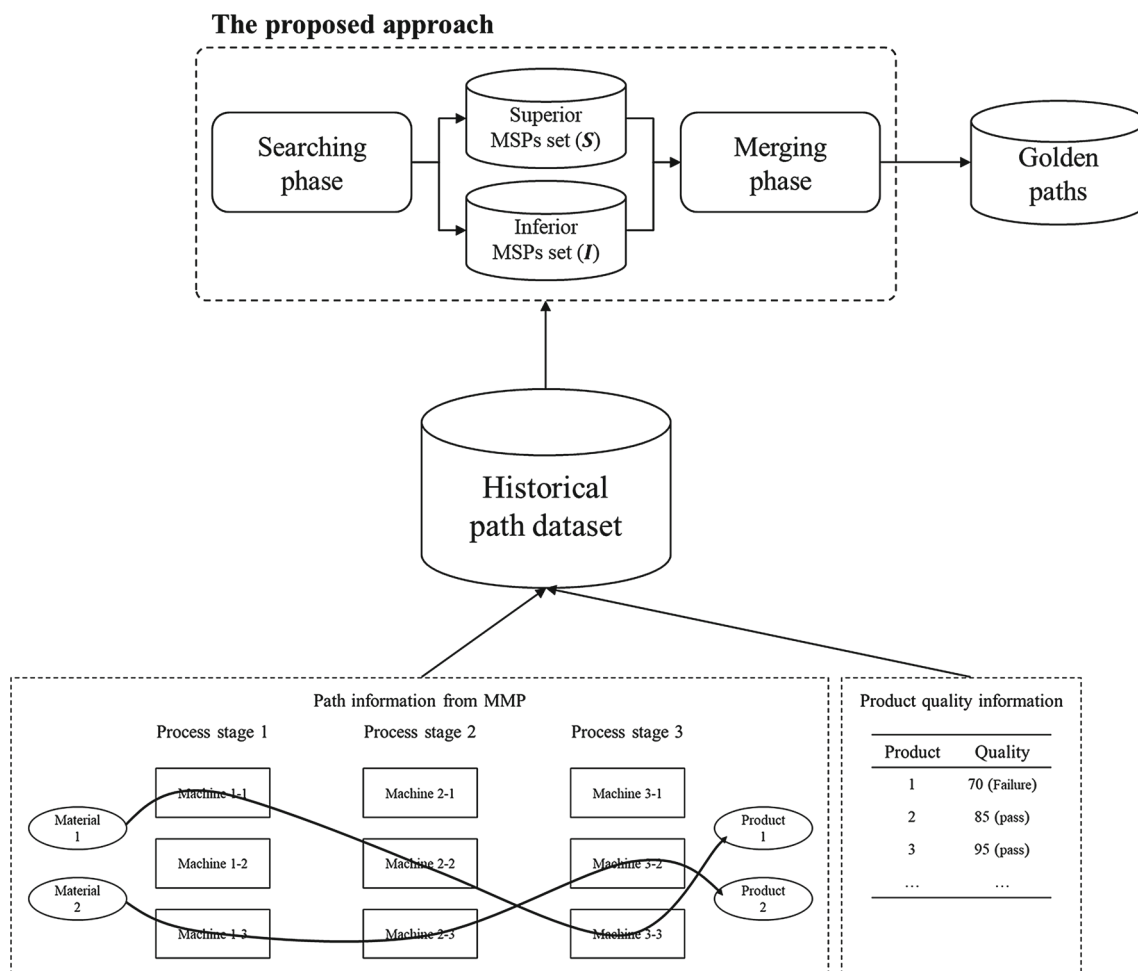 The proposed approach
Searching
phase
Superior
MSPs set (S)
Inferior
MSPs set (I)
Merging
phase
Golden
paths
Historical
path dataset
Path information from MMP
Process stage 1
Process stage 2
Process stage 3
Material
1
Material
2
Machine 1-1
Machine 1-2
Machine 1-3
Machine 2-1
Machine 2-2
Machine 2-3
Machine 3-1
Machine 3-2
Machine 3-3
Product
1
Product
2
Product quality information
Product Quality
1 70 (Failure)
2 85 (pass)
3 95 (pass)
... ...